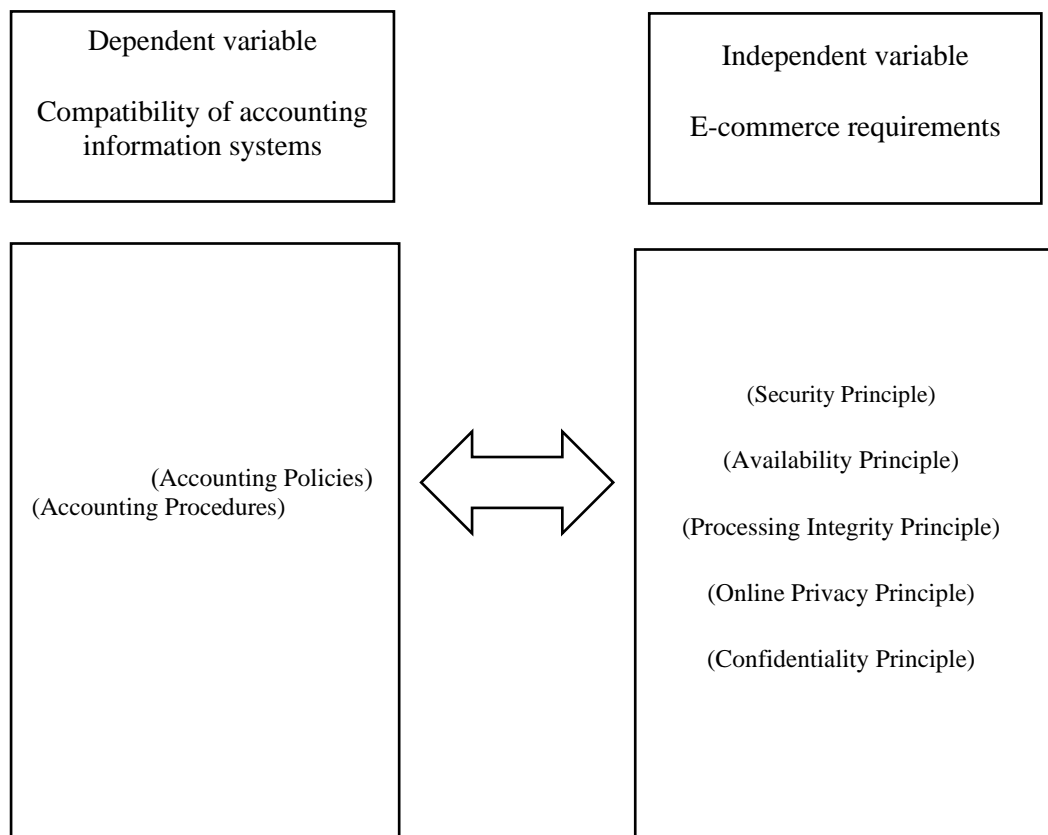 Dependent variable
Compatibility of accounting
information systems
Independent variable
E-commerce requirements
(Accounting Policies)
(Accounting Procedures)
(Security Principle)
(Availability Principle)
(Processing Integrity Principle)
(Online Privacy Principle)
(Confidentiality Principle)